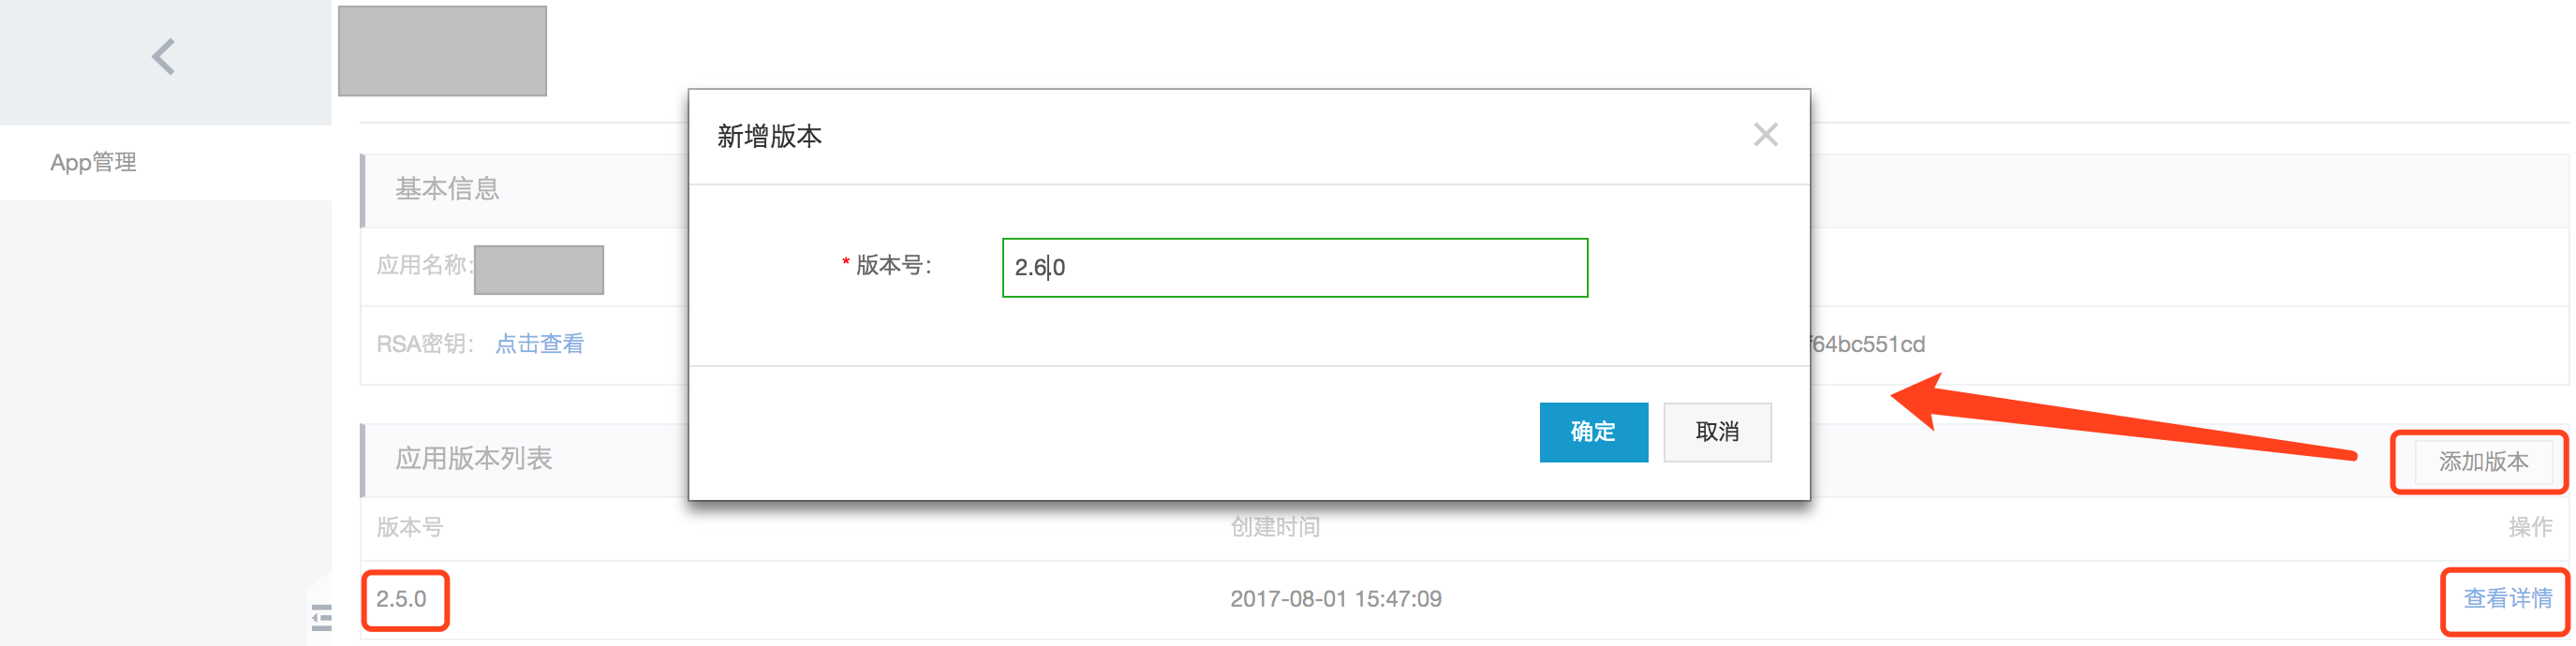 App管理
新增版本
基本信息
* 版本号：
2.6.0
应用名称：
RSA密钥：
点击查看
f64bc551cd
确定
取消
应用版本列表
添加版本
版本号
创建时间
操作
2.5.0
2017-08-01 15:47:09
查看详情